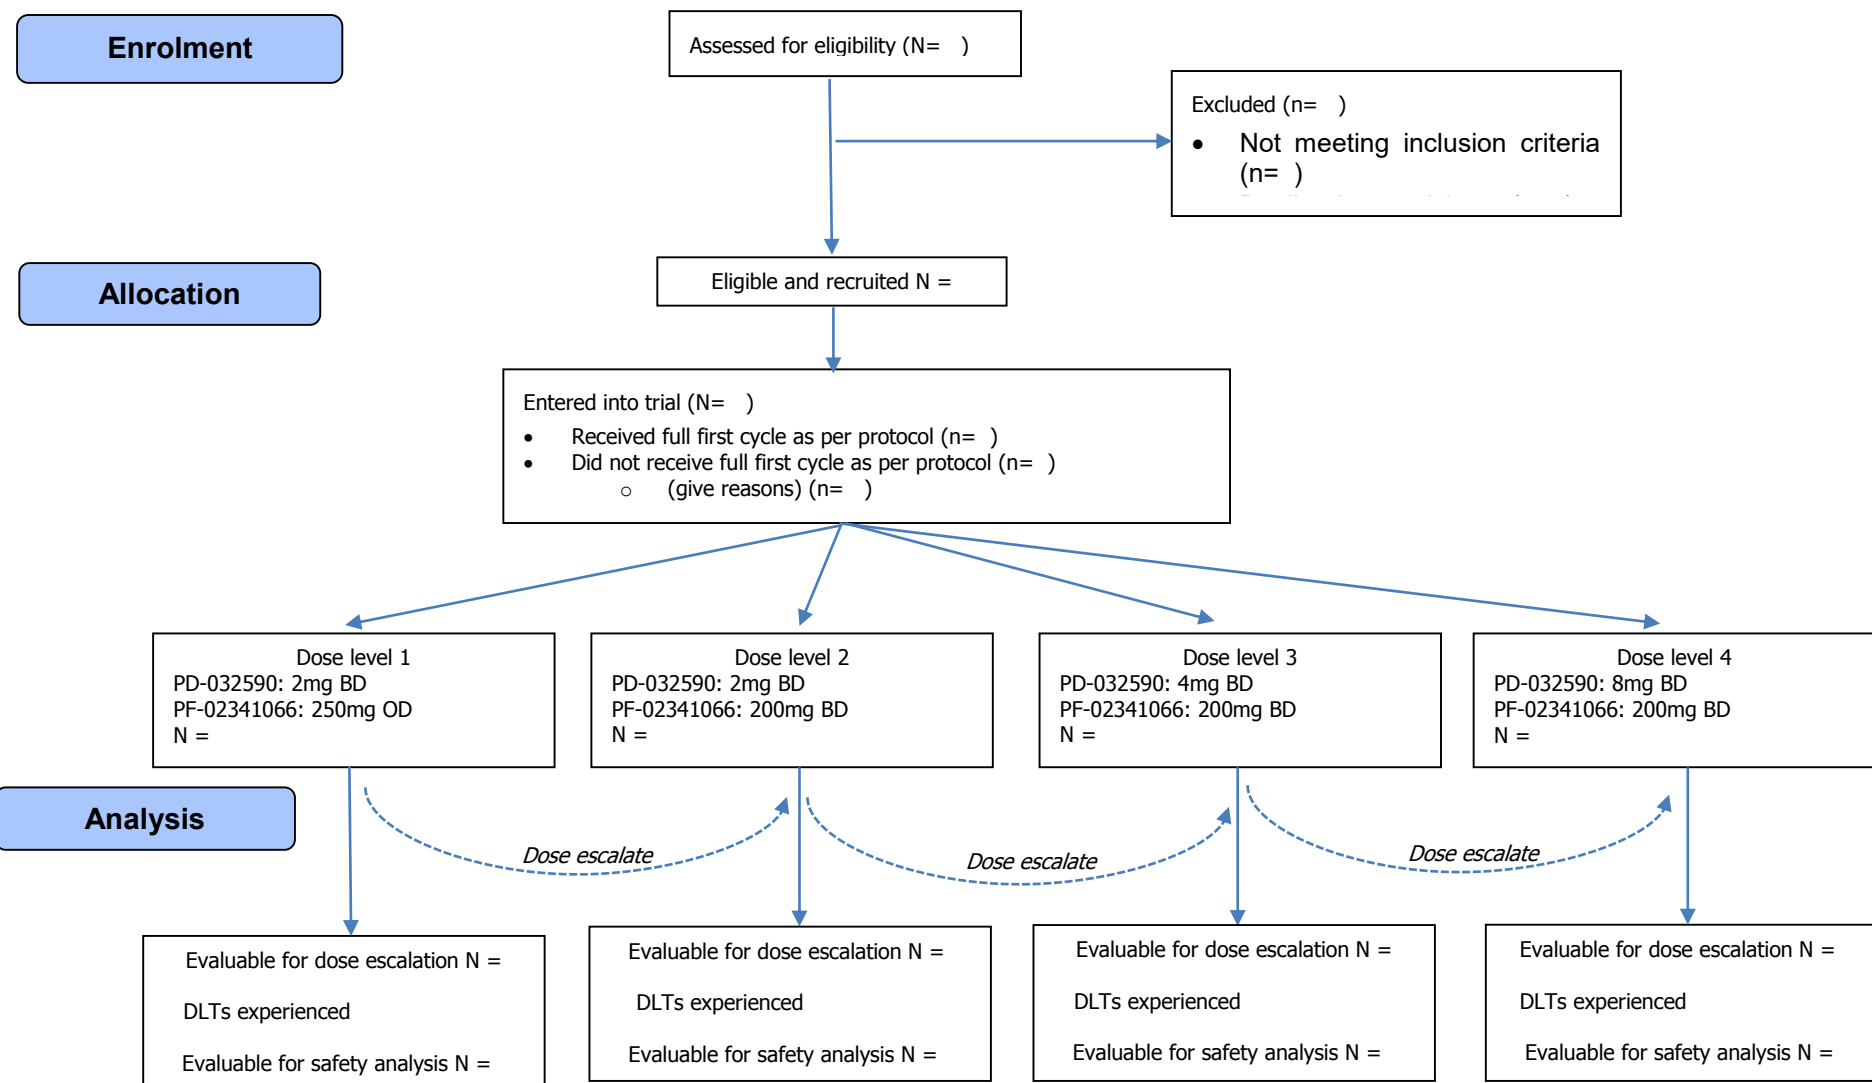 Enrolment
Assessed for eligibility (N=   )
Excluded (n=   )
• Not meeting inclusion criteria
(n=  )
Allocation
Eligible and recruited N =
Entered into trial (N=   )
• Received full first cycle as per protocol (n=  )
• Did not receive full first cycle as per protocol (n=  )
o (give reasons) (n=   )
Dose level 1
PD-032590: 2mg BD
PF-02341066: 250mg OD
N =
Dose level 2
PD-032590: 2mg BD
PF-02341066: 200mg BD
N =
Dose level 3
PD-032590: 4mg BD
PF-02341066: 200mg BD
N =
Dose level 4
PD-032590: 8mg BD
PF-02341066: 200mg BD
N =
Analysis
Dose escalate
Dose escalate
Dose escalate
Evaluable for dose escalation N =
DLTs experienced
Evaluable for safety analysis N =
Evaluable for dose escalation N =
DLTs experienced
Evaluable for safety analysis N =
Evaluable for dose escalation N =
DLTs experienced
Evaluable for safety analysis N =
Evaluable for dose escalation N =
DLTs experienced
Evaluable for safety analysis N =